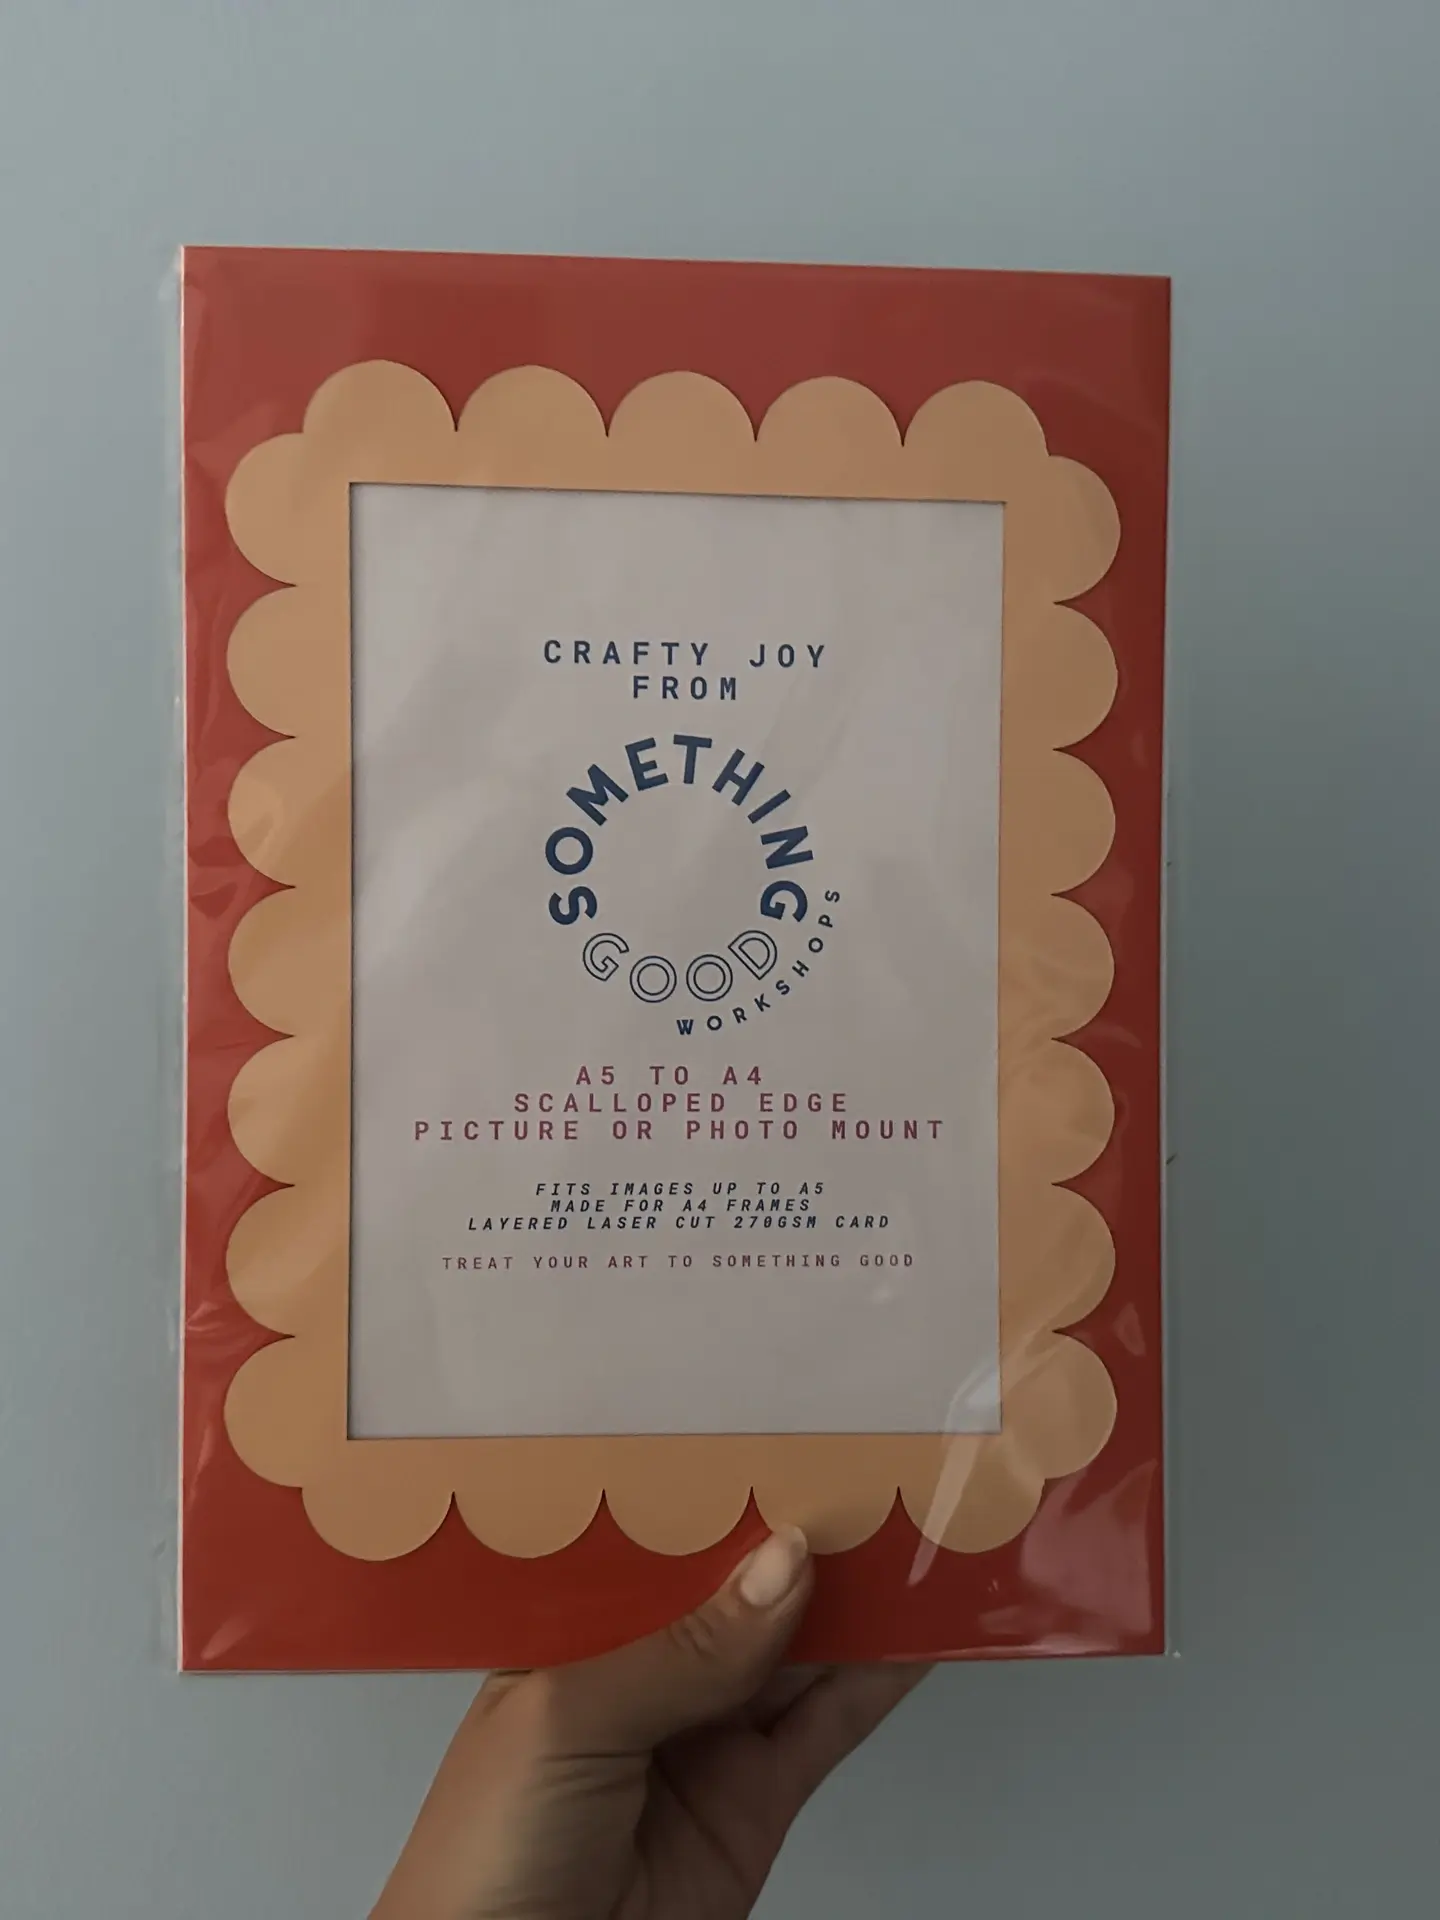 CRAFTY JOY
FROM
SOMETHING
GOOD
WORKSHOPS
A5 TO A4
SCALLOPED EDGE
PICTURE OR PHOTO MOUNT
FITS IMAGES UP TO A5
MADE FOR A4 FRAMES
LAYERED LASER CUT 270GSM CARD
TREAT YOUR ART TO SOMETHING GOOD